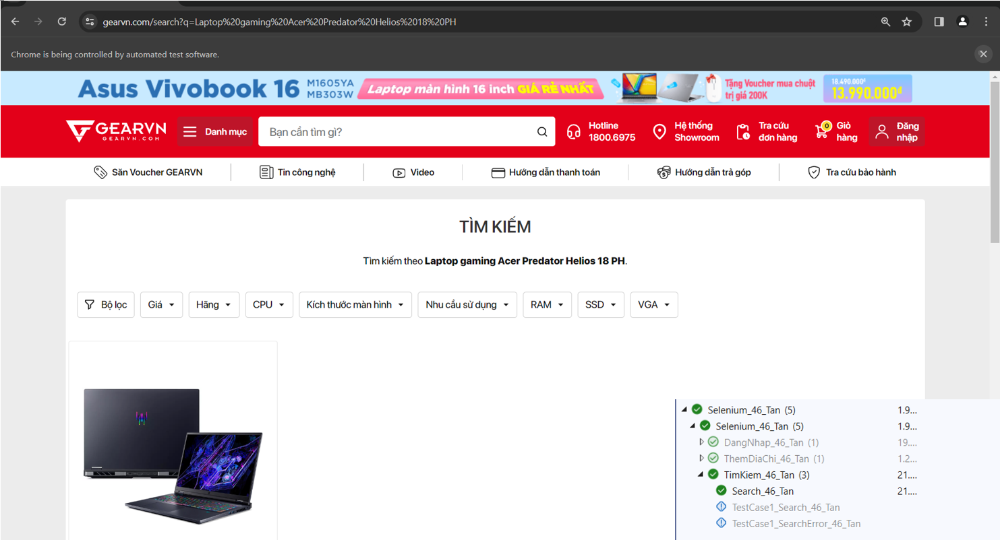 gearvn.com/search?q=Laptop%20gaming%20Acer%20Predator%20Helios%2018%20PH
Chrome is being controlled by automated test software.
Asus Vivobook 16 M1605YA MB303W Laptop màn hình 16 inch GIÁ RẺ NHẤT Tặng Voucher mua chuột trị giá 200K 18.490.000đ 13.990.000đ
GEARVN
GEARVN.COM
Danh mục
Bạn cần tìm gì?
Hotline
1800.6975
Hệ thống
Showroom
Tra cứu
đơn hàng
0
Giỏ
hàng
Đăng
nhập
Săn Voucher GEARVN
Tin công nghệ
Video
Hướng dẫn thanh toán
Hướng dẫn trả góp
Tra cứu bảo hành
TÌM KIẾM
Tìm kiếm theo Laptop gaming Acer Predator Helios 18 PH.
Bộ lọc
Giá
Hãng
CPU
Kích thước màn hình
Nhu cầu sử dụng
RAM
SSD
VGA
Selenium_46_Tan (5) 1.9...
Selenium_46_Tan (5) 1.9...
DangNhap_46_Tan (1) 19....
ThemDiaChi_46_Tan (1) 1.2...
TimKiem_46_Tan (3) 21....
Search_46_Tan 21....
TestCase1_Search_46_Tan
TestCase1_SearchError_46_Tan